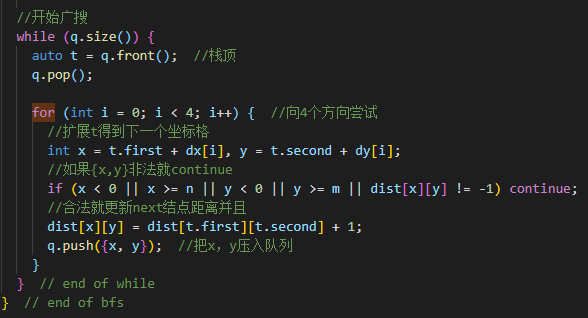 //开始广搜
while (q.size()) {
auto t = q.front();  //栈顶
q.pop();
for (int i = 0; i < 4; i++) {  //向4个方向尝试
//扩展t得到下一个坐标格
int x = t.first + dx[i], y = t.second + dy[i];
//如果{x,y}非法就continue
if (x < 0 || x >= n || y < 0 || y >= m || dist[x][y] != -1) continue;
//合法就更新next结点距离并且
dist[x][y] = dist[t.first][t.second] + 1;
q.push({x, y});  //把x，y压入队列
}
}  // end of while
}  // end of bfs